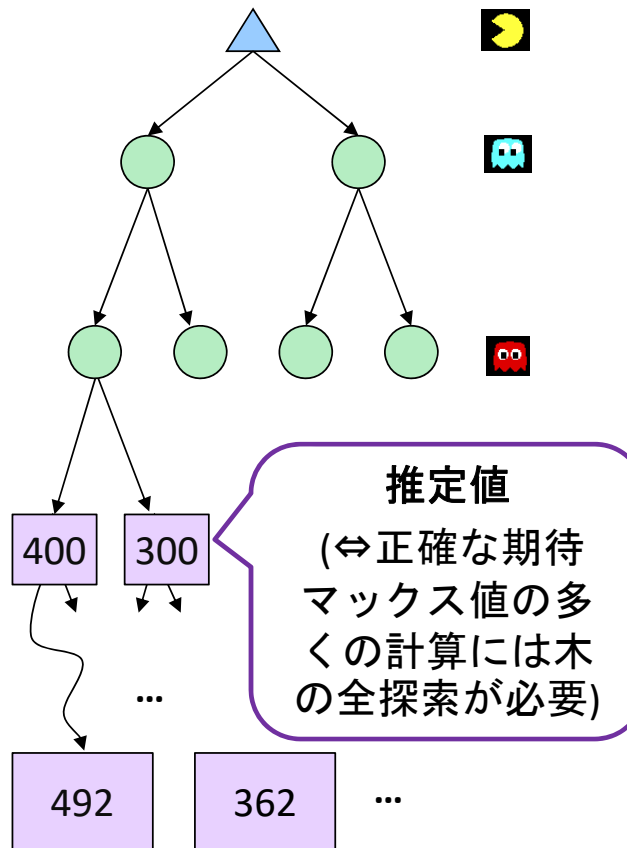 推定値
(⇔正確な期待
マックス値の多
くの計算には木
の全探索が必要)
400 300
...
492 362 ...